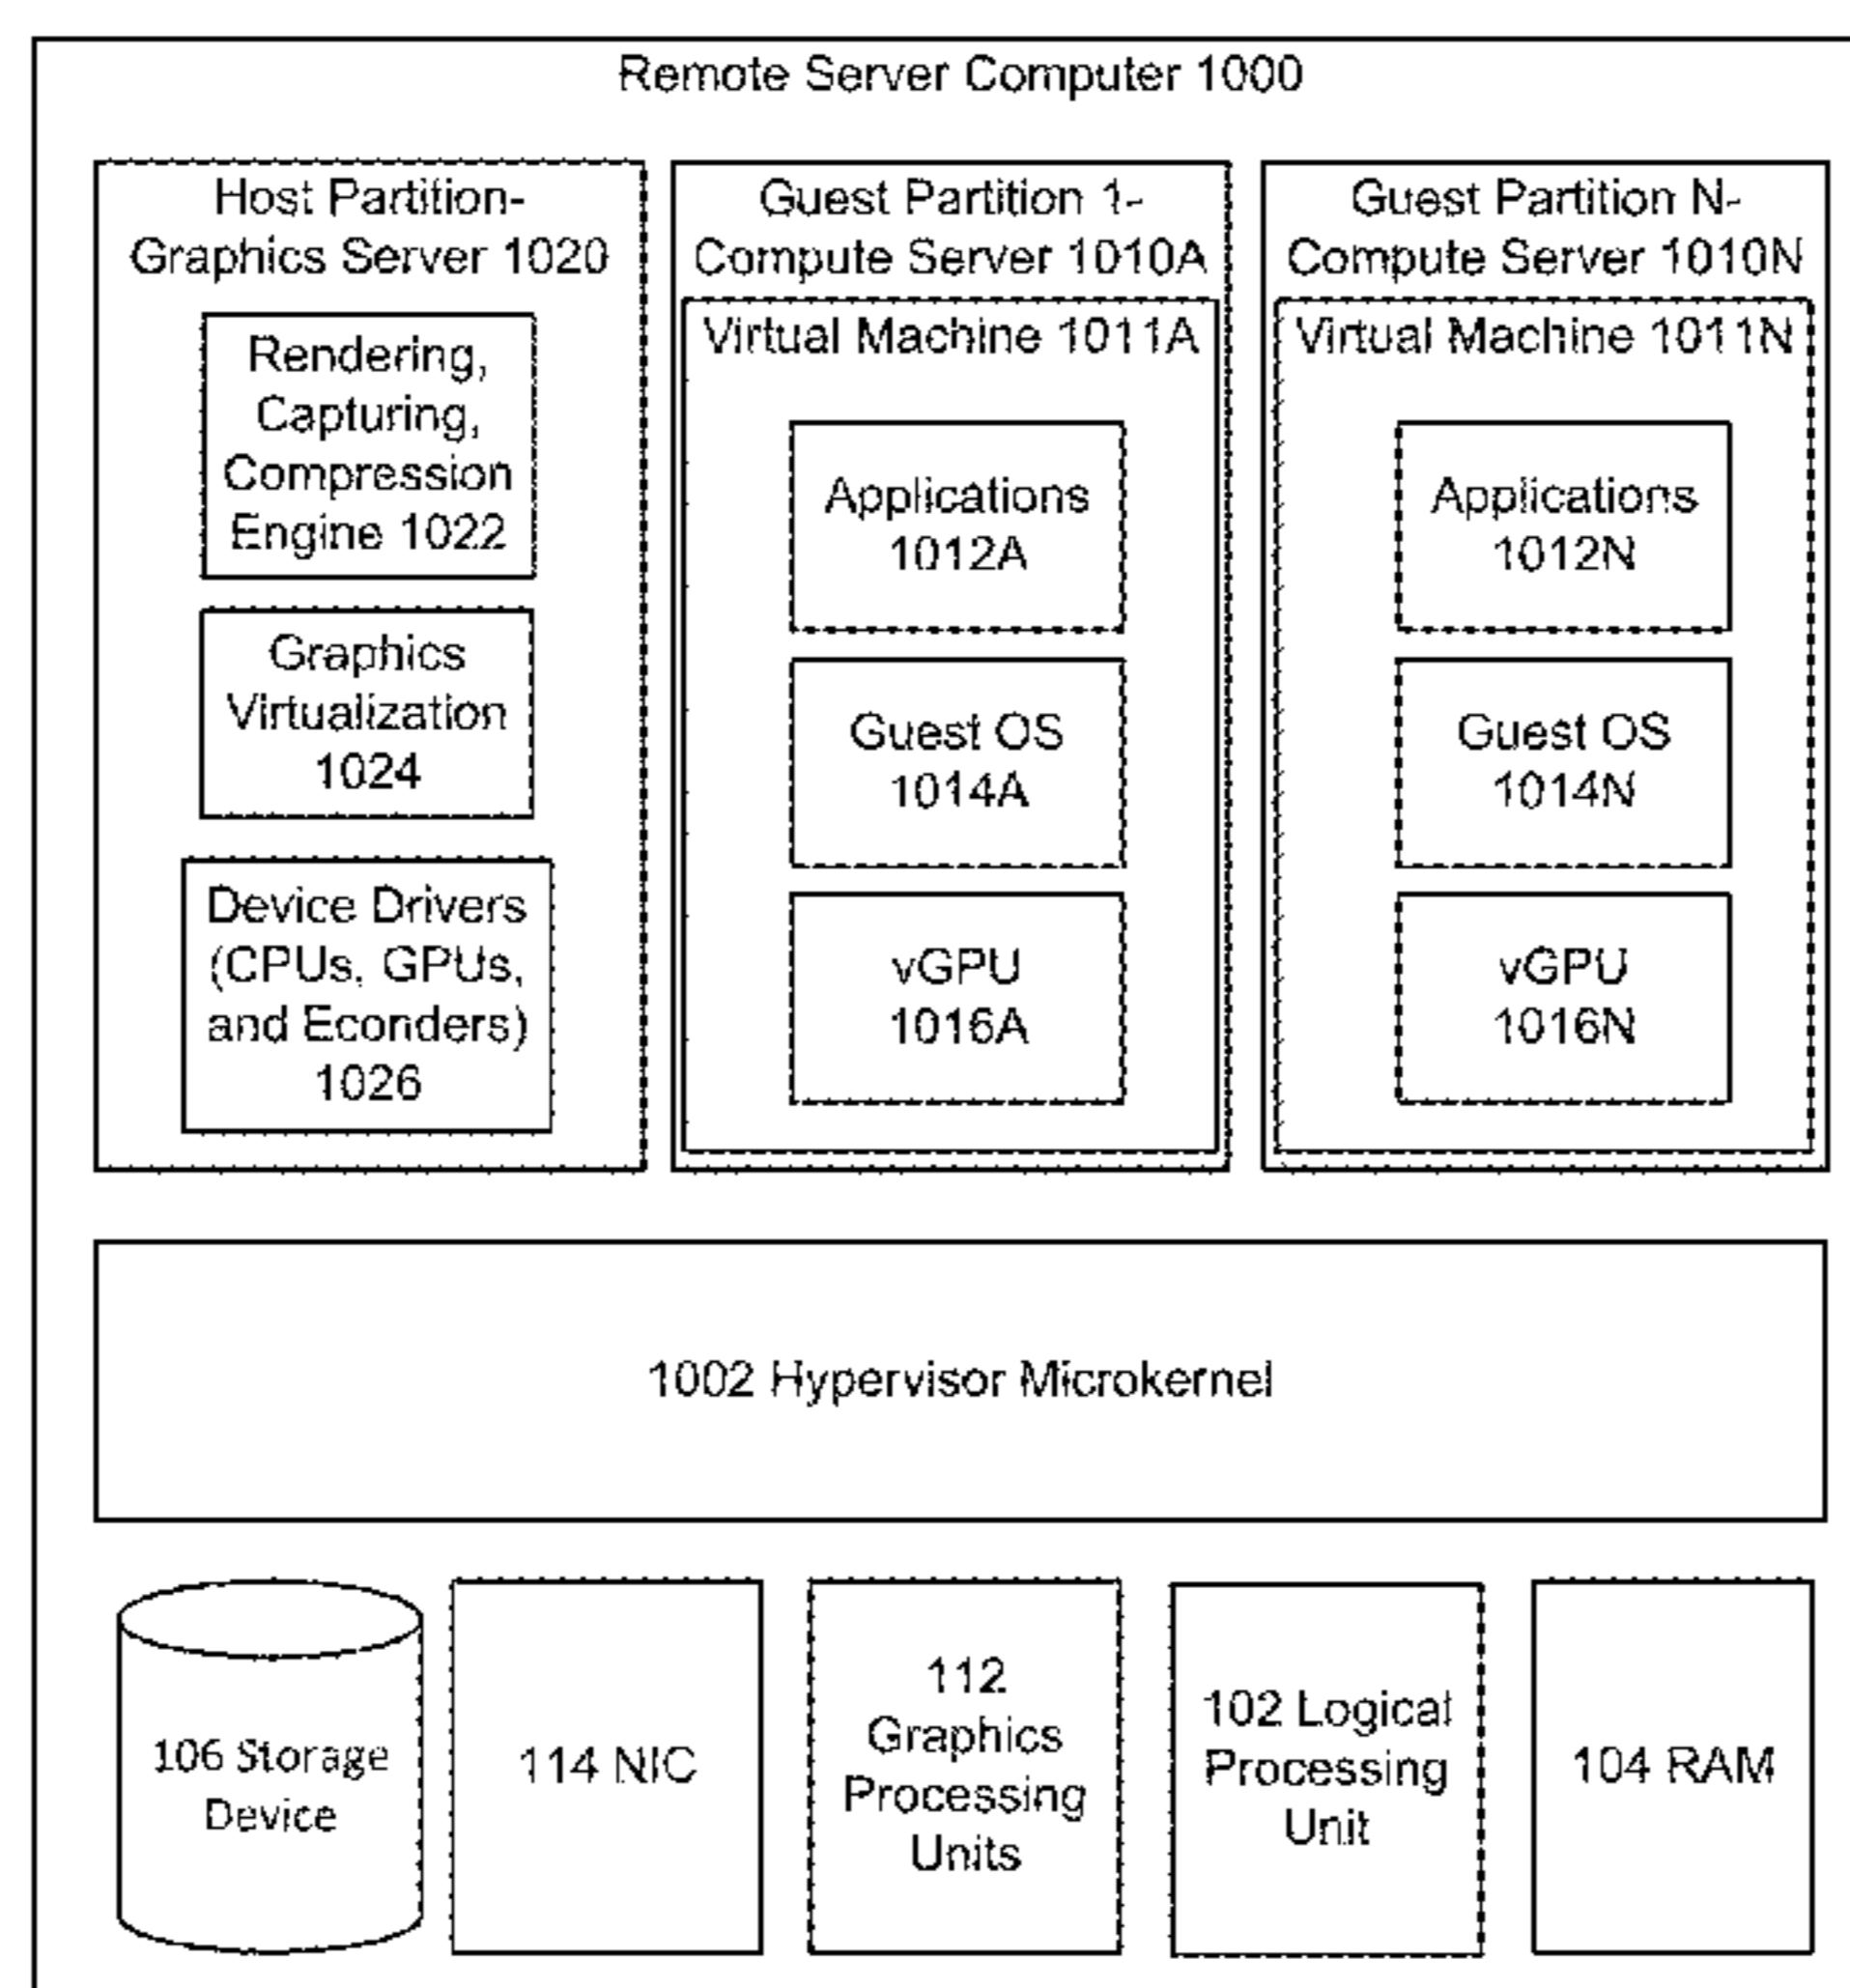 Remote Server Computer 1000
Host Partition-
Graphics Server 1020
Rendering,
Capturing,
Compression
Engine 1022
Graphics
Virtualization
1024
Device Drivers
(CPUs, GPUs,
and Econders)
1026
Guest Partition 1-
Compute Server 1010A
Virtual Machine 1011A
Applications
1012A
Guest OS
1014A
vGPU
1016A
Guest Partition N-
Compute Server 1010N
Virtual Machine 1011N
Applications
1012N
Guest OS
1014N
vGPU
1016N
1002 Hypervisor Microkernel
106 Storage
Device
114 NIC
112
Graphics
Processing
Units
102 Logical
Processing
Unit
104 RAM